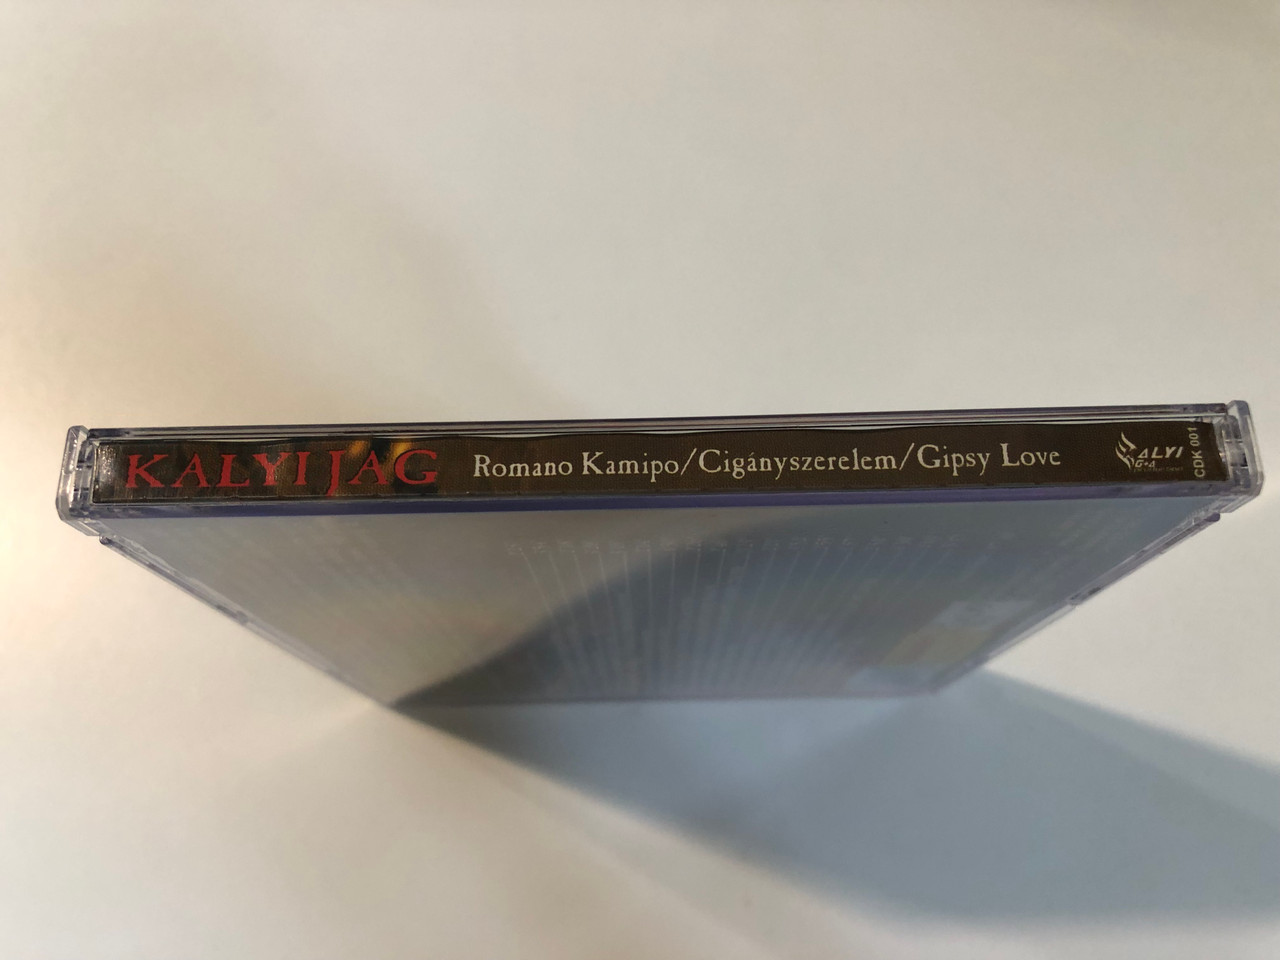 KALYI JAG Romano Kamipo/Cigányszerelem/Gipsy Love
ALYI
CDK 001